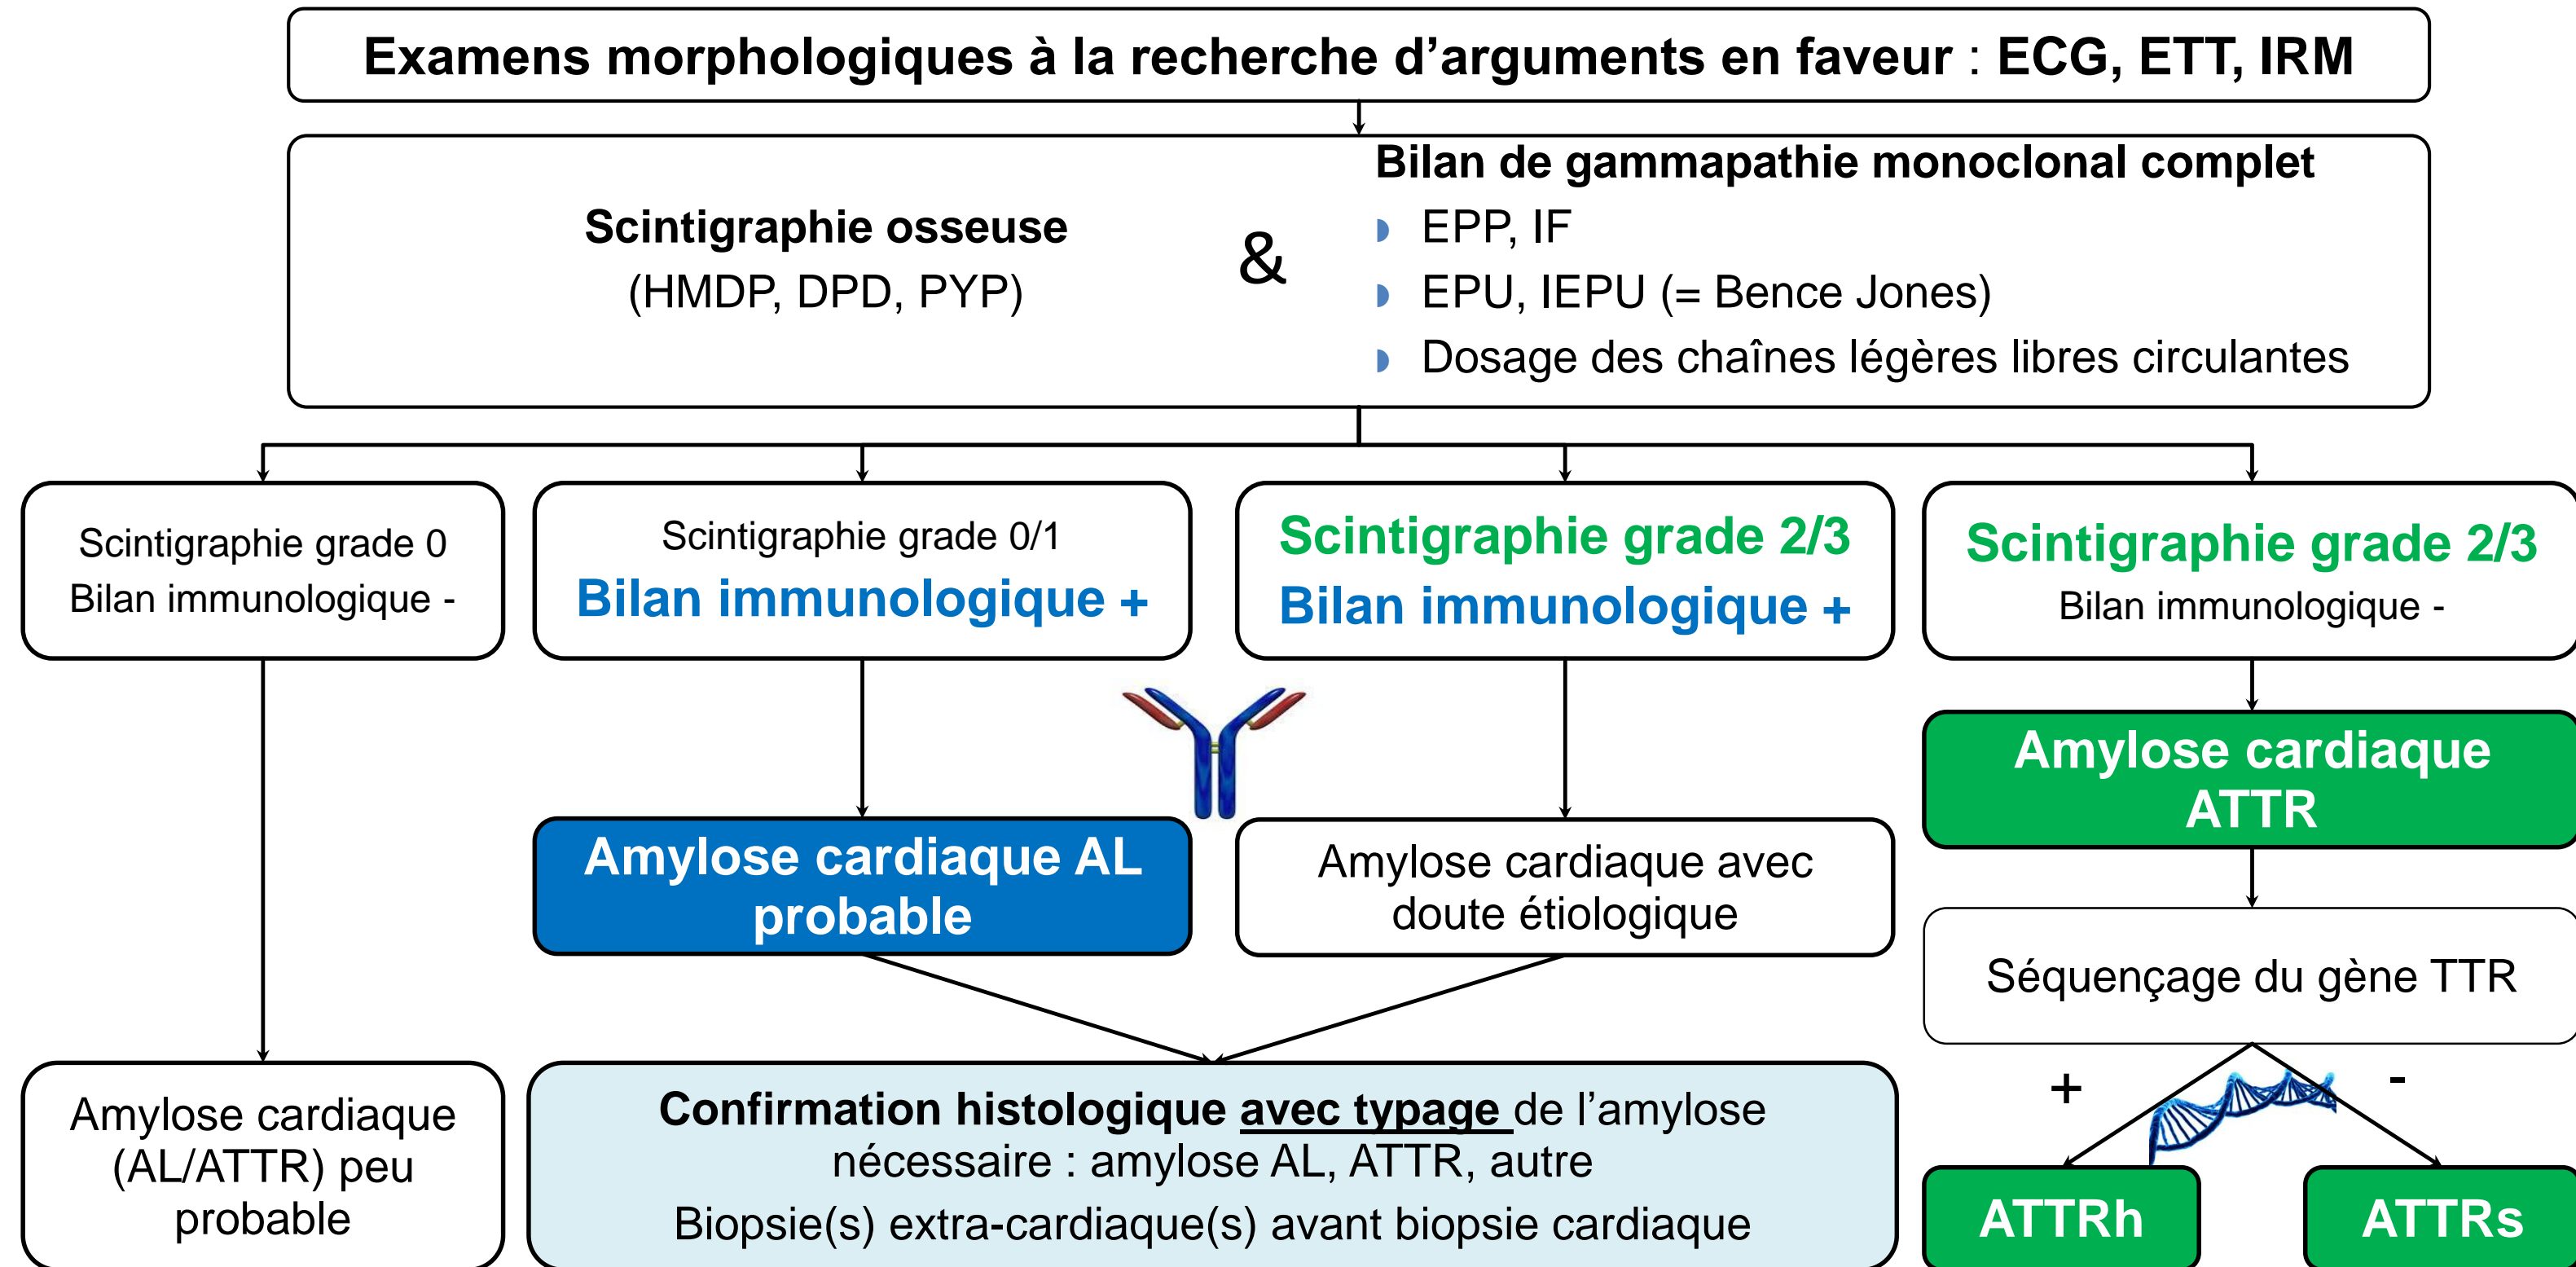 Examens morphologiques à la recherche d’arguments en faveur : ECG, ETT, IRM
Scintigraphie osseuse
(HMDP, DPD, PYP)
&
Bilan de gammapathie monoclonal complet
EPP, IF
EPU, IEPU (= Bence Jones)
Dosage des chaînes légères libres circulantes
Scintigraphie grade 0
Bilan immunologique -
Scintigraphie grade 0/1
Bilan immunologique +
Scintigraphie grade 2/3
Bilan immunologique +
Scintigraphie grade 2/3
Bilan immunologique -
Amylose cardiaque AL
probable
Amylose cardiaque avec
doute étiologique
Amylose cardiaque
ATTR
Séquençage du gène TTR
Amylose cardiaque
(AL/ATTR) peu
probable
Confirmation histologique avec typage de l’amylose
nécessaire : amylose AL, ATTR, autre
Biopsie(s) extra-cardiaque(s) avant biopsie cardiaque
+
-
ATTRh
ATTRs